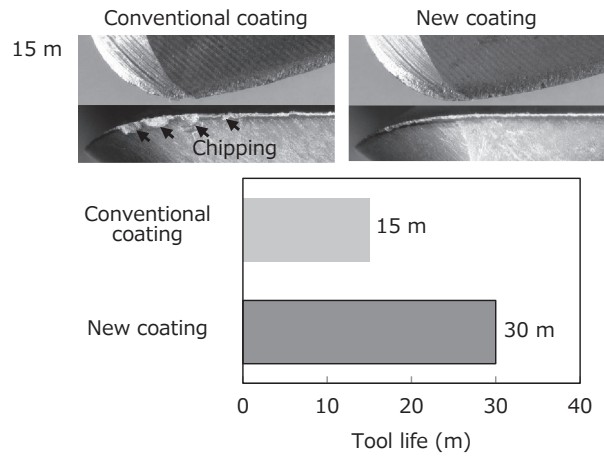 Conventional coating
New coating
15 m
Chipping
Conventional
coating
15 m
New coating
30 m
0
10
20
30
40
Tool life (m)